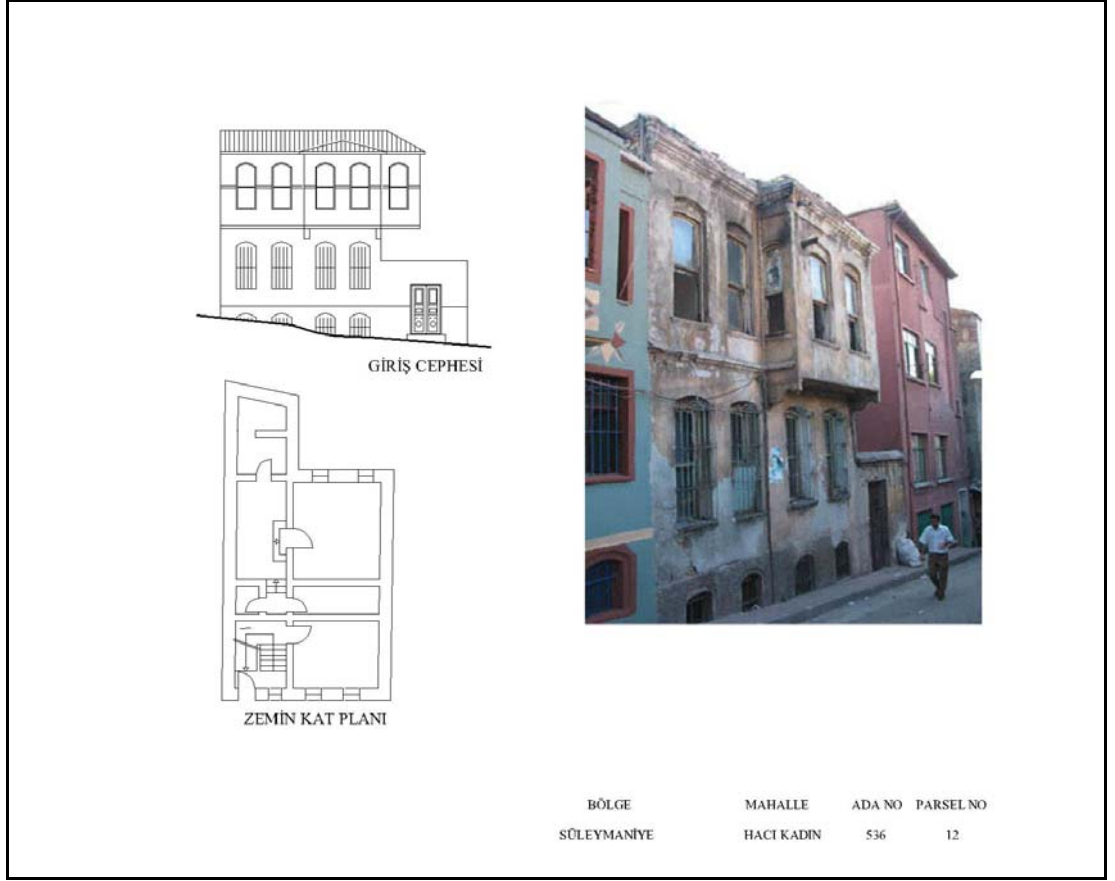 GİRİŞ CEPHESİ
ZEMİN KAT PLANI
BÖLGE MAHALLE ADA NO PARSEL NO
SÜLEYMANİYE HACI KADIN 536 12